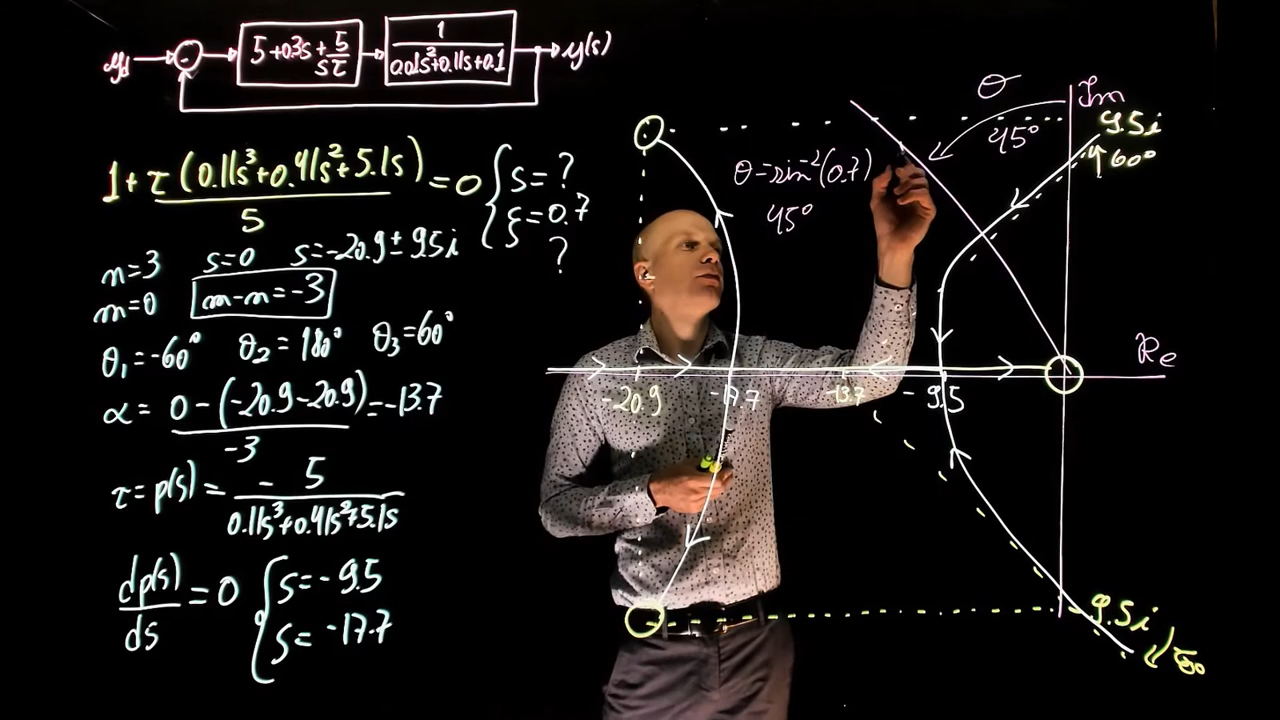 y_d → - → 5+0.3s+5/(sτ) → 1/(0.01s²+0.11s+0.1) → y(s)
1+τ(0.11s³+0.41s²+5.1s)/5=0 { s=? ξ=0.7 ?
n=3 s=0 s=-20.9±9.5i
m=0 m-n=-3
θ₁=-60° θ₂=180° θ₃=60°
α=(0-(-20.9-20.9))/-3=-13.7
τ=p(s)=-5/(0.11s³+0.41s²+5.1s)
dp(s)/ds=0 { s=-9.5
s=-17.7
θ
Im
9.5i
45°
60°
θ=sin⁻¹(0.7)
45°
Re
-20.9 -17.7 -13.7 -9.5
9.5i